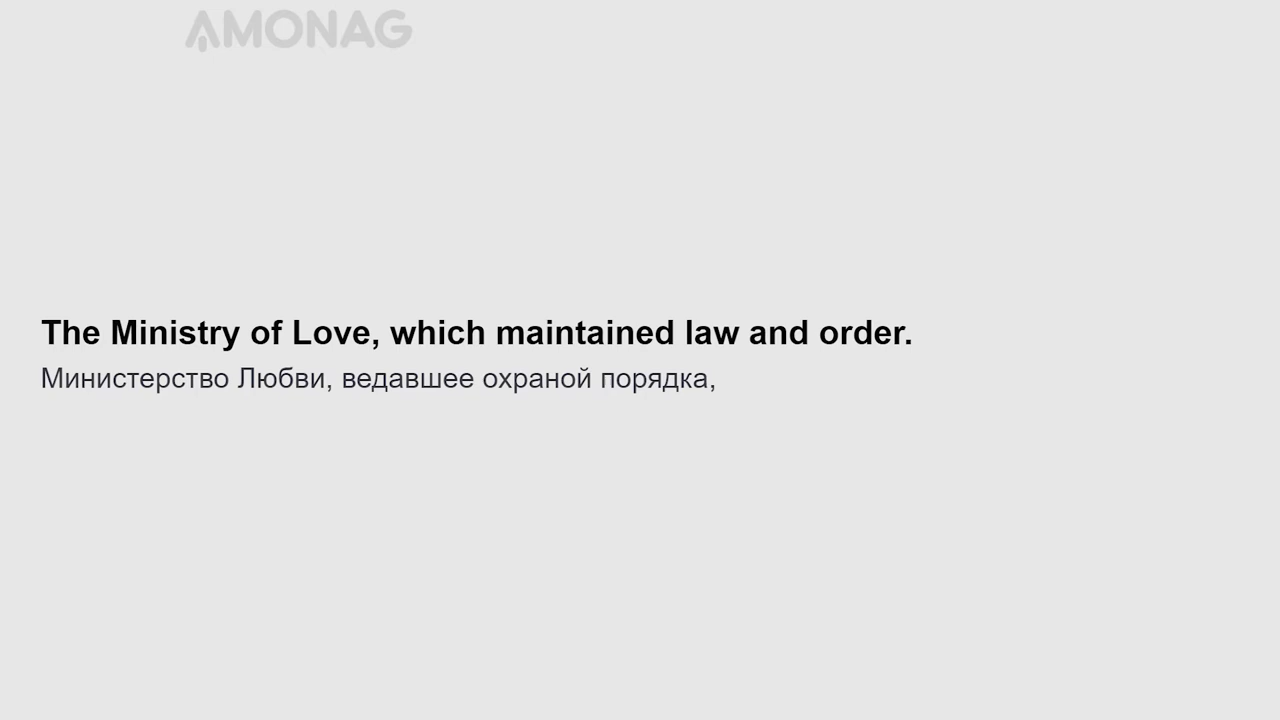 AMONAG
The Ministry of Love, which maintained law and order.
Министерство Любви, ведавшее охраной порядка,